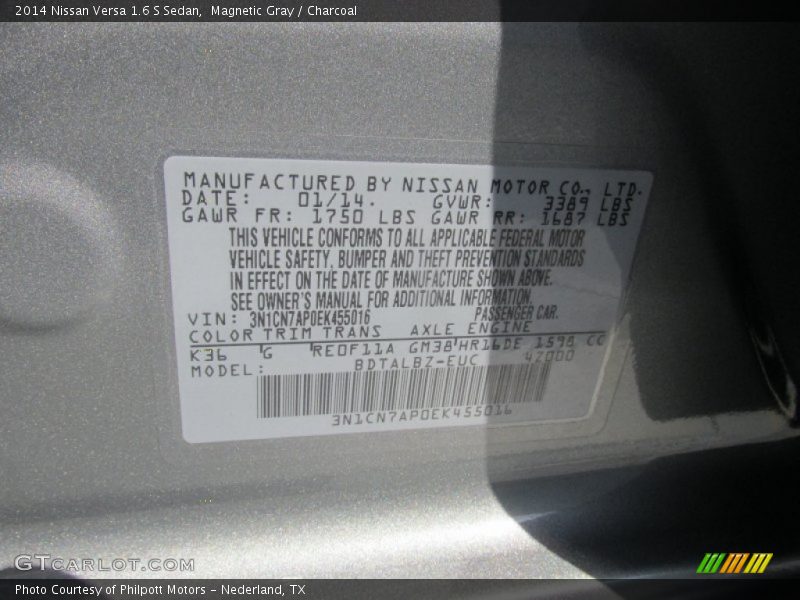 2014 Nissan Versa 1.6 S Sedan, Magnetic Gray / Charcoal
MANUFACTURED BY NISSAN MOTOR CO., LTD.
DATE: 01/14. GVWR: 3389 LBS
GAWR FR: 1750 LBS GAWR RR: 1687 LBS
THIS VEHICLE CONFORMS TO ALL APPLICABLE FEDERAL MOTOR
VEHICLE SAFETY, BUMPER AND THEFT PREVENTION STANDARDS
IN EFFECT ON THE DATE OF MANUFACTURE SHOWN ABOVE.
SEE OWNER'S MANUAL FOR ADDITIONAL INFORMATION.
VIN: 3N1CN7AP0EK455016 PASSENGER CAR.
COLOR TRIM TRANS AXLE ENGINE
K36 G RE0F11A GM38 HR16DE 1598 CC
MODEL: BDTALBZ-EUC 4Z000
3N1CN7AP0EK455016
GTCARLOT.COM
Photo Courtesy of Philpott Motors - Nederland, TX